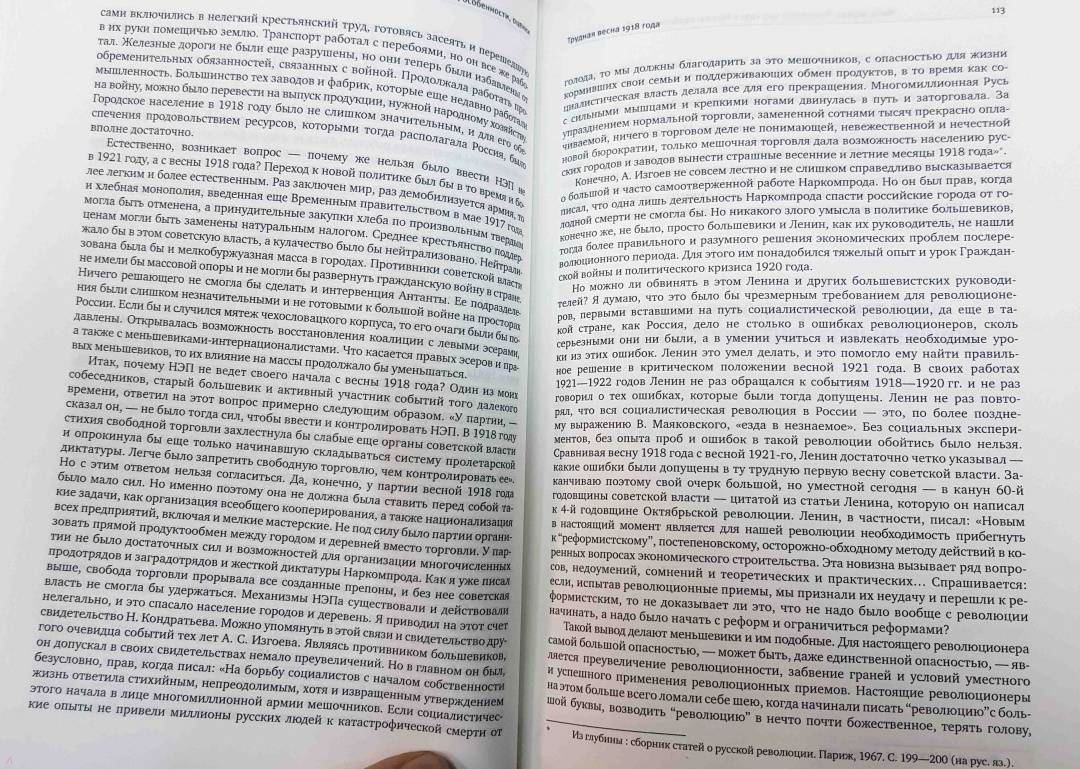 особенности, оценки
сами включились в нелегкий крестьянский труд, готовясь засеять и перешедшую
в их руки помещичью землю. Транспорт работал с перебоями, но он все же рабо-
тал. Железные дороги не были еще разрушены, но они теперь были избавлены от
обременительных обязанностей, связанных с войной. Продолжала работать про-
мышленность. Большинство тех заводов и фабрик, которые еще недавно работали
на войну, можно было перевести на выпуск продукции, нужной народному хозяйству.
Городское население в 1918 году было не слишком значительным, и для его обе-
спечения продовольствием ресурсов, которыми тогда располагала Россия, было
вполне достаточно.
Естественно, возникает вопрос — почему же нельзя было ввести НЭП не
в 1921 году, а с весны 1918 года? Переход к новой политике был бы в то время и бо-
лее легким и более естественным. Раз заключен мир, раз демобилизуется армия, то
и хлебная монополия, введенная еще Временным правительством в мае 1917 года,
могла быть отменена, а принудительные закупки хлеба по произвольным твердым
ценам могли быть заменены натуральным налогом. Среднее крестьянство поддер-
жало бы в этом советскую власть, а кулачество было бы нейтрализовано. Нейтрали-
зована была бы и мелкобуржуазная масса в городах. Противники советской власти
не имели бы массовой опоры и не могли бы развернуть гражданскую войну в стране.
Ничего решающего не смогла бы сделать и интервенция Антанты. Ее подразделе-
ния были слишком незначительными и не готовыми к большой войне на просторах
России. Если бы и случился мятеж чехословацкого корпуса, то его очаги были бы по-
давлены. Открывалась возможность восстановления коалиции с левыми эсерами,
а также с меньшевиками-интернационалистами. Что касается правых эсеров и пра-
вых меньшевиков, то их влияние на массы продолжало бы уменьшаться.
Итак, почему НЭП не ведет своего начала с весны 1918 года? Один из моих
собеседников, старый большевик и активный участник событий того далекого
времени, ответил на этот вопрос примерно следующим образом. «У партии, —
сказал он, — не было тогда сил, чтобы ввести и контролировать НЭП. В 1918 году
стихия свободной торговли захлестнула бы слабые еще органы советской власти
и опрокинула бы еще только начинавшую складываться систему пролетарской
диктатуры. Легче было запретить свободную торговлю, чем контролировать ее».
Но с этим ответом нельзя согласиться. Да, конечно, у партии весной 1918 года
было мало сил. Но именно поэтому она не должна была ставить перед собой та-
кие задачи, как организация всеобщего кооперирования, а также национализация
всех предприятий, включая и мелкие мастерские. Не под силу было партии органи-
зовать прямой продуктообмен между городом и деревней вместо торговли. У пар-
тии не было достаточных сил и возможностей для организации многочисленных
продотрядов и заградотрядов и жесткой диктатуры Наркомпрода. Как я уже писал
выше, свобода торговли прорывала все созданные препоны, и без нее советская
власть не смогла бы удержаться. Механизмы НЭПа существовали и действовали
нелегально, и это спасало население городов и деревень. Я приводил на этот счет
свидетельство Н. Кондратьева. Можно упомянуть в этой связи и свидетельство дру-
гого очевидца событий тех лет А. С. Изгоева. Являясь противником большевиков,
он допускал в своих свидетельствах немало преувеличений. Но в главном он был,
безусловно, прав, когда писал: «На борьбу социалистов с началом собственности
жизнь ответила стихийным, непреодолимым, хотя и извращенным утверждением
этого начала в лице многомиллионной армии мешочников. Если социалистичес-
кие опыты не привели миллионы русских людей к катастрофической смерти от
Трудная весна 1918 года
113
голода, то мы должны благодарить за это мешочников, с опасностью для жизни
кормивших свои семьи и поддерживающих обмен продуктов, в то время как со-
циалистическая власть делала все для его прекращения. Многомиллионная Русь
с сильными мышцами и крепкими ногами двинулась в путь и заторговала. За
упразднением нормальной торговли, замененной сотнями тысяч прекрасно опла-
чиваемой, ничего в торговом деле не понимающей, невежественной и нечестной
новой бюрократии, только мешочная торговля дала возможность населению рус-
ских городов и заводов вынести страшные весенние и летние месяцы 1918 года»*.
Конечно, А. Изгоев не совсем лестно и не слишком справедливо высказывается
о большой и часто самоотверженной работе Наркомпрода. Но он был прав, когда
писал, что одна лишь деятельность Наркомпрода спасти российские города от го-
лодной смерти не смогла бы. Но никакого злого умысла в политике большевиков,
конечно же, не было, просто большевики и Ленин, как их руководитель, не нашли
тогда более правильного и разумного решения экономических проблем послере-
волюционного периода. Для этого им понадобился тяжелый опыт и урок Граждан-
ской войны и политического кризиса 1920 года.
Но можно ли обвинять в этом Ленина и других большевистских руководи-
телей? Я думаю, что это было бы чрезмерным требованием для революционе-
ров, первыми вставшими на путь социалистической революции, да еще в та-
кой стране, как Россия, дело не столько в ошибках революционеров, сколь
серьезными они ни были, а в умении учиться и извлекать необходимые уро-
ки из этих ошибок. Ленин это умел делать, и это помогло ему найти правиль-
ное решение в критическом положении весной 1921 года. В своих работах
1921—1922 годов Ленин не раз обращался к событиям 1918—1920 гг. и не раз
говорил о тех ошибках, которые были тогда допущены. Ленин не раз повто-
рял, что вся социалистическая революция в России — это, по более поздне-
му выражению В. Маяковского, «езда в незнаемое». Без социальных экспери-
ментов, без опыта проб и ошибок в такой революции обойтись было нельзя.
Сравнивая весну 1918 года с весной 1921-го, Ленин достаточно четко указывал —
какие ошибки были допущены в ту трудную первую весну советской власти. За-
канчиваю поэтому свой очерк большой, но уместной сегодня — в канун 60-й
годовщины советской власти — цитатой из статьи Ленина, которую он написал
к 4-й годовщине Октябрьской революции. Ленин, в частности, писал: «Новым
в настоящий момент является для нашей революции необходимость прибегнуть
к "реформистскому", постепеновскому, осторожно-обходному методу действий в ко-
ренных вопросах экономического строительства. Эта новизна вызывает ряд вопро-
сов, недоумений, сомнений и теоретических и практических... Спрашивается:
если, испытав революционные приемы, мы признали их неудачу и перешли к ре-
формистским, то не доказывает ли это, что не надо было вообще с революции
начинать, а надо было начать с реформ и ограничиться реформами?
Такой вывод делают меньшевики и им подобные. Для настоящего революционера
самой большой опасностью, — может быть, даже единственной опасностью, — яв-
ляется преувеличение революционности, забвение граней и условий уместного
и успешного применения революционных приемов. Настоящие революционеры
на этом больше всего ломали себе шею, когда начинали писать "революцию" с боль-
шой буквы, возводить "революцию" в нечто почти божественное, терять голову,
* Из глубины : сборник статей о русской революции. Париж, 1967. С. 199—200 (на рус. яз.).